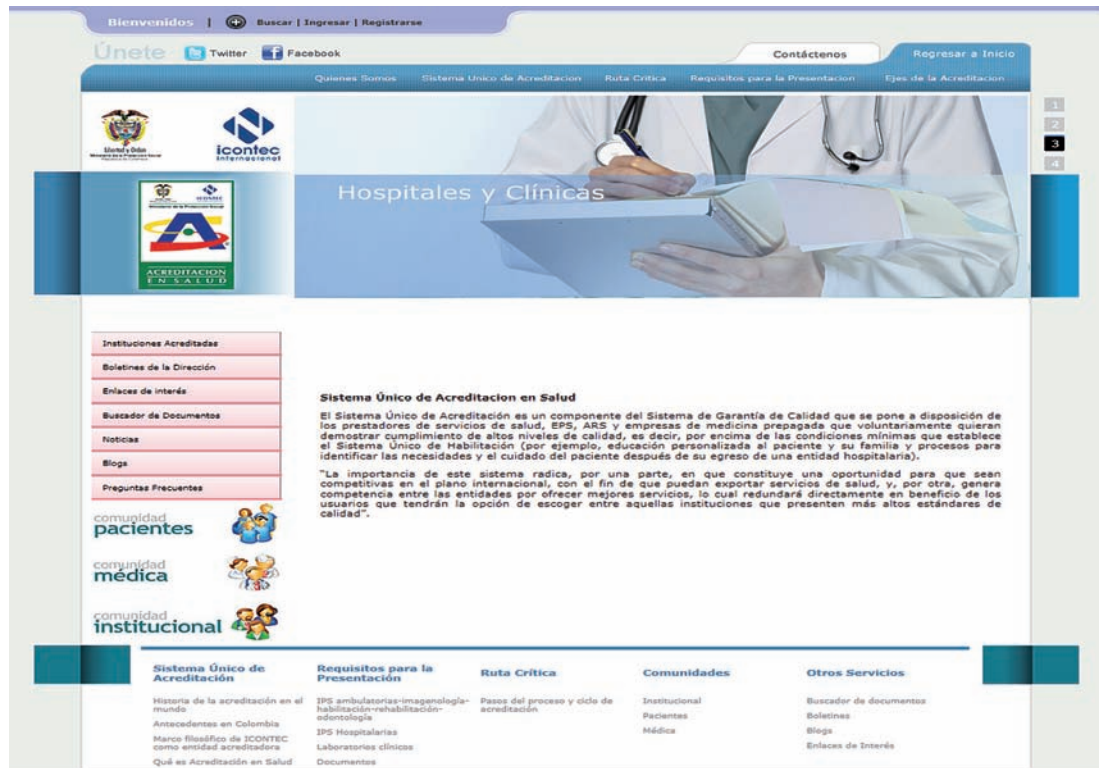 Bienvenidos | Buscar | Ingresar | Registrarse
Únete Twitter Facebook
Contáctenos
Regresar a Inicio
Quienes Somos Sistema Unico de Acreditacion Ruta Critica Requisitos para la Presentacion Ejes de la Acreditacion
1
2
3
4
Libertad y Orden
icontec
internacional
Hospitales y Clínicas
ACREDITACION
EN SALUD
Instituciones Acreditadas
Boletines de la Dirección
Enlaces de interés
Buscador de Documentos
Noticias
Blogs
Preguntas Frecuentes
comunidad
pacientes
comunidad
médica
comunidad
institucional
Sistema Único de Acreditacion en Salud
El Sistema Único de Acreditación es un componente del Sistema de Garantía de Calidad que se pone a disposición de
los prestadores de servicios de salud, EPS, ARS y empresas de medicina prepagada que voluntariamente quieran
demostrar cumplimiento de altos niveles de calidad, es decir, por encima de las condiciones mínimas que establece
el Sistema Único de Habilitación (por ejemplo, educación personalizada al paciente y su familia y procesos para
identificar las necesidades y el cuidado del paciente después de su egreso de una entidad hospitalaria).
"La importancia de este sistema radica, por una parte, en que constituye una oportunidad para que sean
competitivas en el plano internacional, con el fin de que puedan exportar servicios de salud, y, por otra, genera
competencia entre las entidades por ofrecer mejores servicios, lo cual redundará directamente en beneficio de los
usuarios que tendrán la opción de escoger entre aquellas instituciones que presenten más altos estándares de
calidad".
Sistema Único de
Acreditación
Historia de la acreditación en el
mundo
Antecedentes en Colombia
Marco filosófico de ICONTEC
como entidad acreditadora
Qué es Acreditación en Salud
Requisitos para la
Presentación
IPS ambulatorias-imagenología-
habilitación-rehabilitación-
odontología
IPS Hospitalarias
Laboratorios clínicos
Documentos
Ruta Crítica
Pasos del proceso y ciclo de
acreditación
Comunidades
Institucional
Pacientes
Médica
Otros Servicios
Buscador de documentos
Boletines
Blogs
Enlaces de Interés